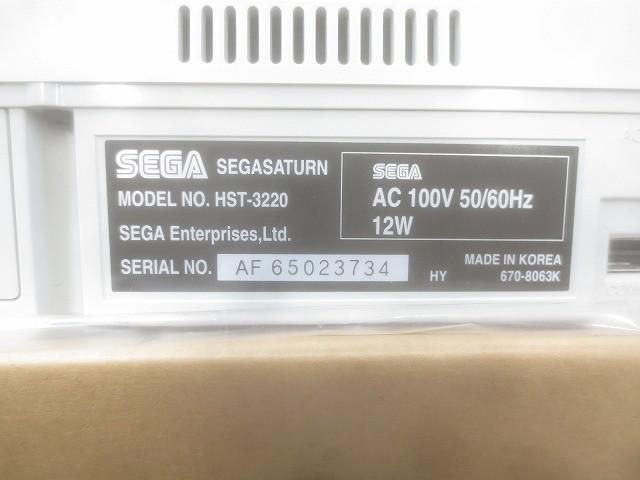 SEGA SEGASATURN
MODEL NO. HST-3220
SEGA Enterprises,Ltd.
SERIAL NO. AF 65023734
HY
SEGA
AC 100V 50/60Hz
12W
MADE IN KOREA
670-8063K